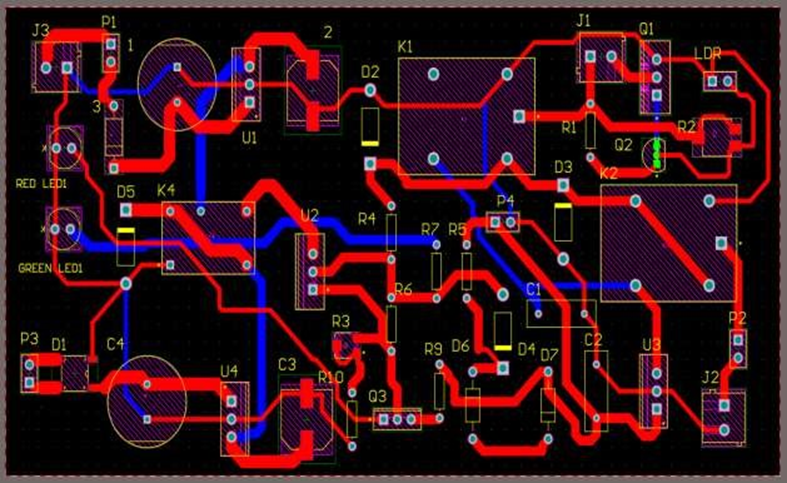 J3
P1
1
2
J1
Q1
K1
D2
LDR
3
U1
R1
R2
Q2
RED LED1
K2
D3
D5
K4
R4
U2
R7
R5
P4
GREEN LED1
R6
C1
R3
P3
D1
C4
D6
D4
D7
C2
U3
P2
U4
C3
R10
R9
Q3
J2